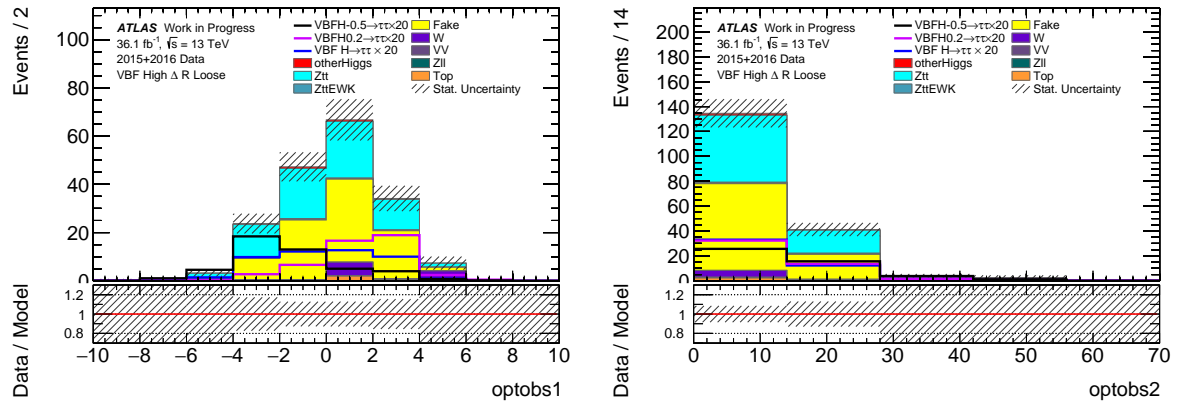 Events / 2
100
80
60
40
20
0
ATLAS Work in Progress
36.1 fb⁻¹, √s = 13 TeV
2015+2016 Data
VBF High Δ R Loose
VBFH-0.5→ττ×20
VBFH0.2→ττ×20
VBF H→ττ × 20
otherHiggs
Ztt
ZttEWK
Fake
W
VV
Zll
Top
Stat. Uncertainty
Data / Model
1.2
1
0.8
−10 −8 −6 −4 −2 0 2 4 6 8 10
optobs1
Events / 14
200
180
160
140
120
100
80
60
40
20
0
ATLAS Work in Progress
36.1 fb⁻¹, √s = 13 TeV
2015+2016 Data
VBF High Δ R Loose
VBFH-0.5→ττ×20
VBFH0.2→ττ×20
VBF H→ττ × 20
otherHiggs
Ztt
ZttEWK
Fake
W
VV
Zll
Top
Stat. Uncertainty
Data / Model
1.2
1
0.8
0 10 20 30 40 50 60 70
optobs2